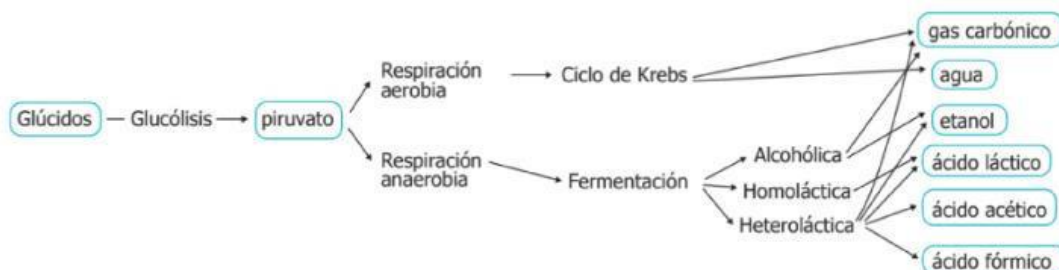 Glúcidos
Glucólisis
piruvato
Respiración
aerobia
Ciclo de Krebs
Respiración
anaerobia
Fermentación
Alcohólica
Homoláctica
Heteroláctica
gas carbónico
agua
etanol
ácido láctico
ácido acético
ácido fórmico